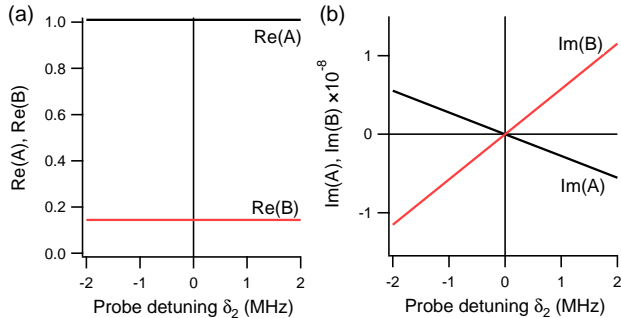 (a)
1.0
0.8
0.6
0.4
0.2
0.0
Re(A), Re(B)
Re(A)
Re(B)
-2
-1
0
1
2
Probe detuning δ₂ (MHz)
(b)
1
0
-1
Im(A), Im(B) ×10⁻⁸
Im(B)
Im(A)
-2
-1
0
1
2
Probe detuning δ₂ (MHz)